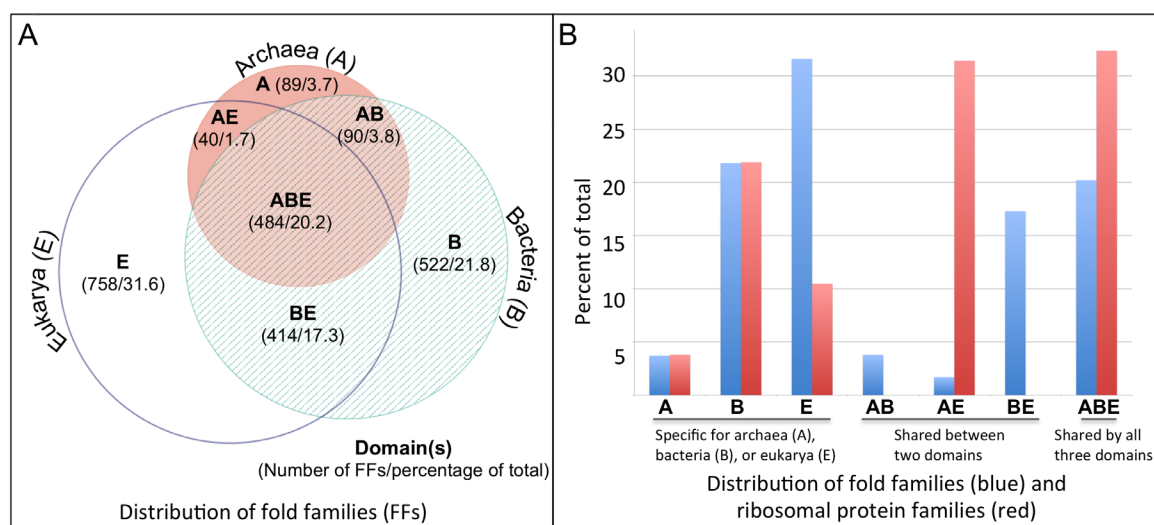 A
Archaea (A)
A (89/3.7)
AE
(40/1.7)
AB
(90/3.8)
ABE
(484/20.2)
E
(758/31.6)
B
(522/21.8)
BE
(414/17.3)
Eukarya (E)
Bacteria (B)
Domain(s)
(Number of FFs/percentage of total)
Distribution of fold families (FFs)
B
Percent of total
30
25
20
15
10
5
A B E AB AE BE ABE
Specific for archaea (A),
bacteria (B), or eukarya (E)
Shared between
two domains
Shared by all
three domains
Distribution of fold families (blue) and
ribosomal protein families (red)